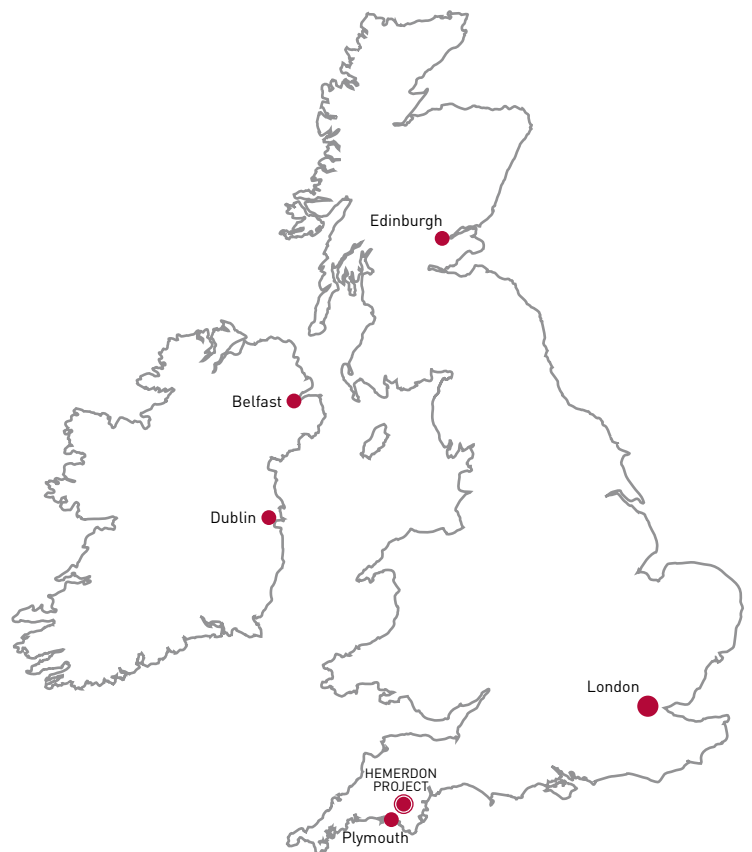 Edinburgh
Belfast
Dublin
London
HEMERDON
PROJECT
Plymouth